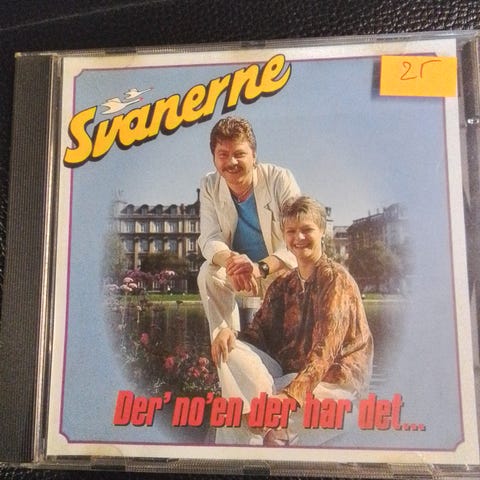 Svanerne
25
Der' no'en der har det...